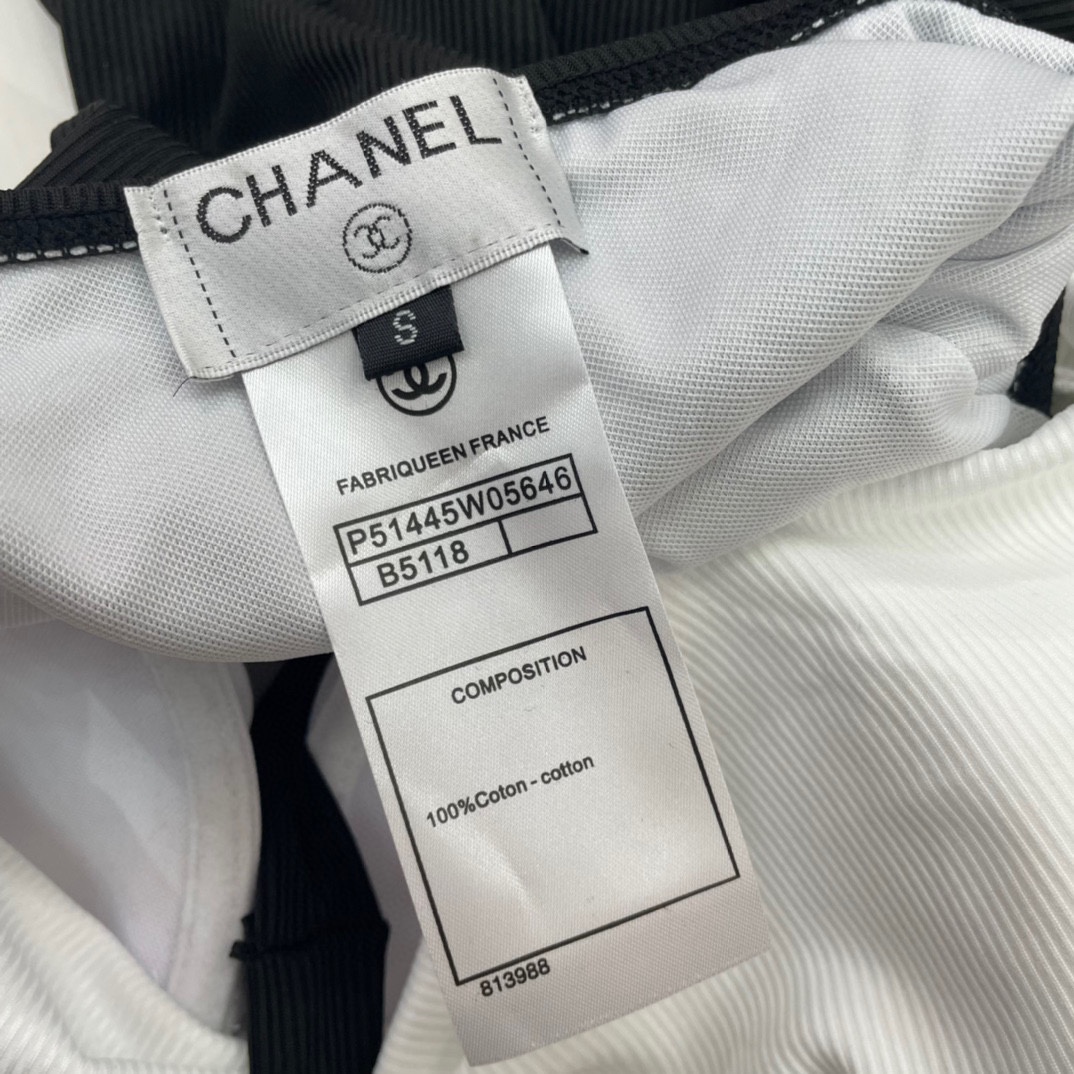 CHANEL
S
FABRIQUEEN FRANCE
P51445W05646
B5118
COMPOSITION
100%Coton - cotton
813988